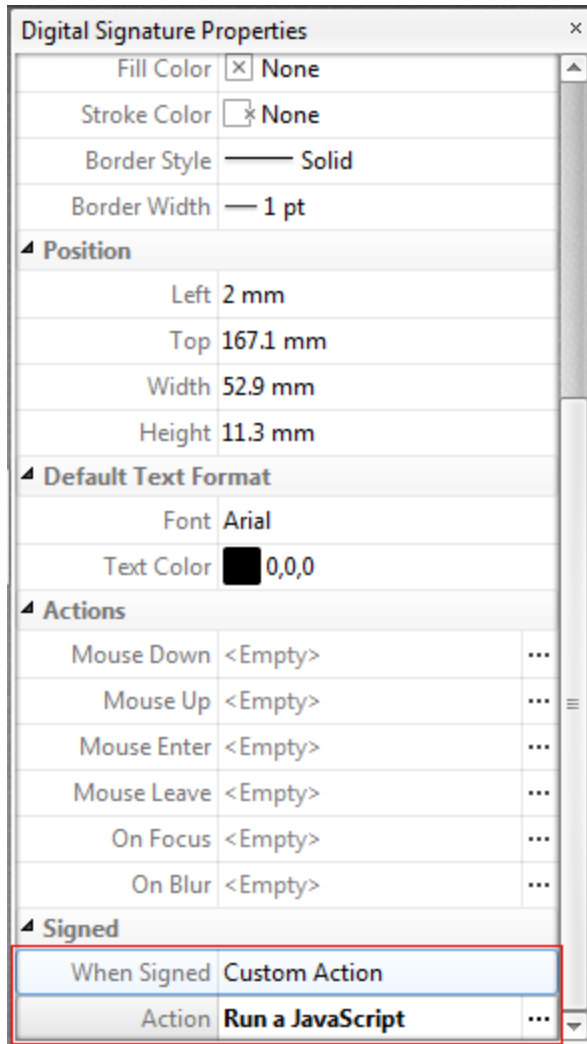 Digital Signature Properties
Fill Color None
Stroke Color None
Border Style Solid
Border Width 1 pt
Position
Left 2 mm
Top 167.1 mm
Width 52.9 mm
Height 11.3 mm
Default Text Format
Font Arial
Text Color 0,0,0
Actions
Mouse Down <Empty> ...
Mouse Up <Empty> ...
Mouse Enter <Empty> ...
Mouse Leave <Empty> ...
On Focus <Empty> ...
On Blur <Empty> ...
Signed
When Signed Custom Action
Action Run a JavaScript ...